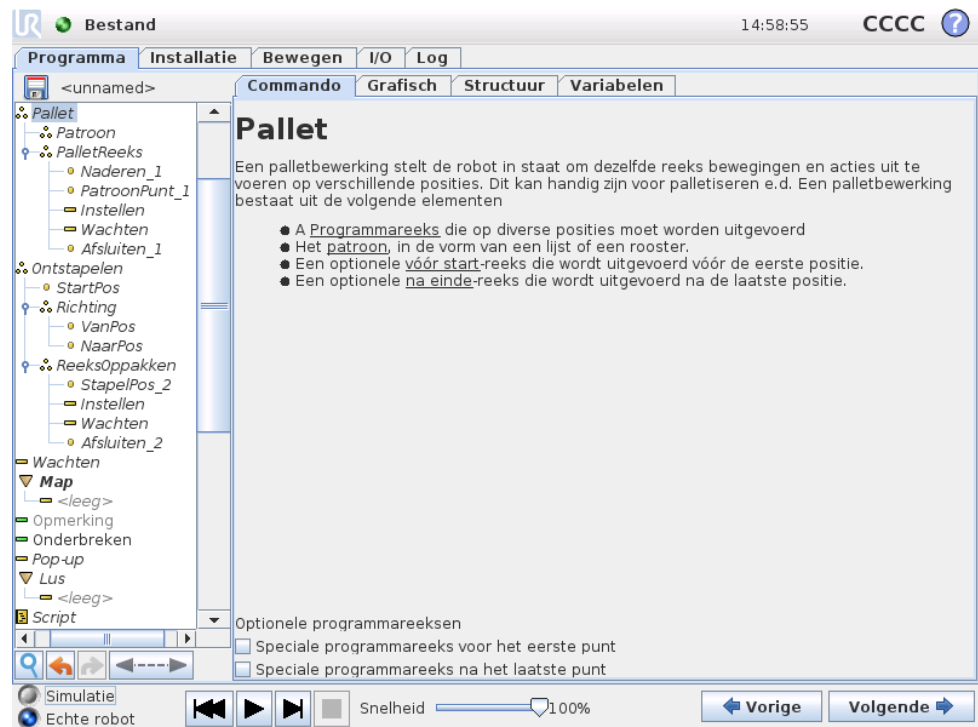 UR Bestand 14:58:55 CCCC ?
Programma Installatie Bewegen I/O Log
<unnamed>
Commando Grafisch Structuur Variabelen
Pallet
Patroon
PalletReeks
Naderen_1
PatroonPunt_1
Instellen
Wachten
Afsluiten_1
Ontstapelen
StartPos
Richting
VanPos
NaarPos
ReeksOppakken
StapelPos_2
Instellen
Wachten
Afsluiten_2
Wachten
Map
<leeg>
Opmerking
Onderbreken
Pop-up
Lus
<leeg>
Script
Pallet
Een palletbewerking stelt de robot in staat om dezelfde reeks bewegingen en acties uit te
voeren op verschillende posities. Dit kan handig zijn voor palletiseren e.d. Een palletbewerking
bestaat uit de volgende elementen
A Programmareeks die op diverse posities moet worden uitgevoerd
Het patroon, in de vorm van een lijst of een rooster.
Een optionele vóór start-reeks die wordt uitgevoerd vóór de eerste positie.
Een optionele na einde-reeks die wordt uitgevoerd na de laatste positie.
Optionele programmareeksen
Speciale programmareeks voor het eerste punt
Speciale programmareeks na het laatste punt
Simulatie
Echte robot
Snelheid 100%
Vorige
Volgende